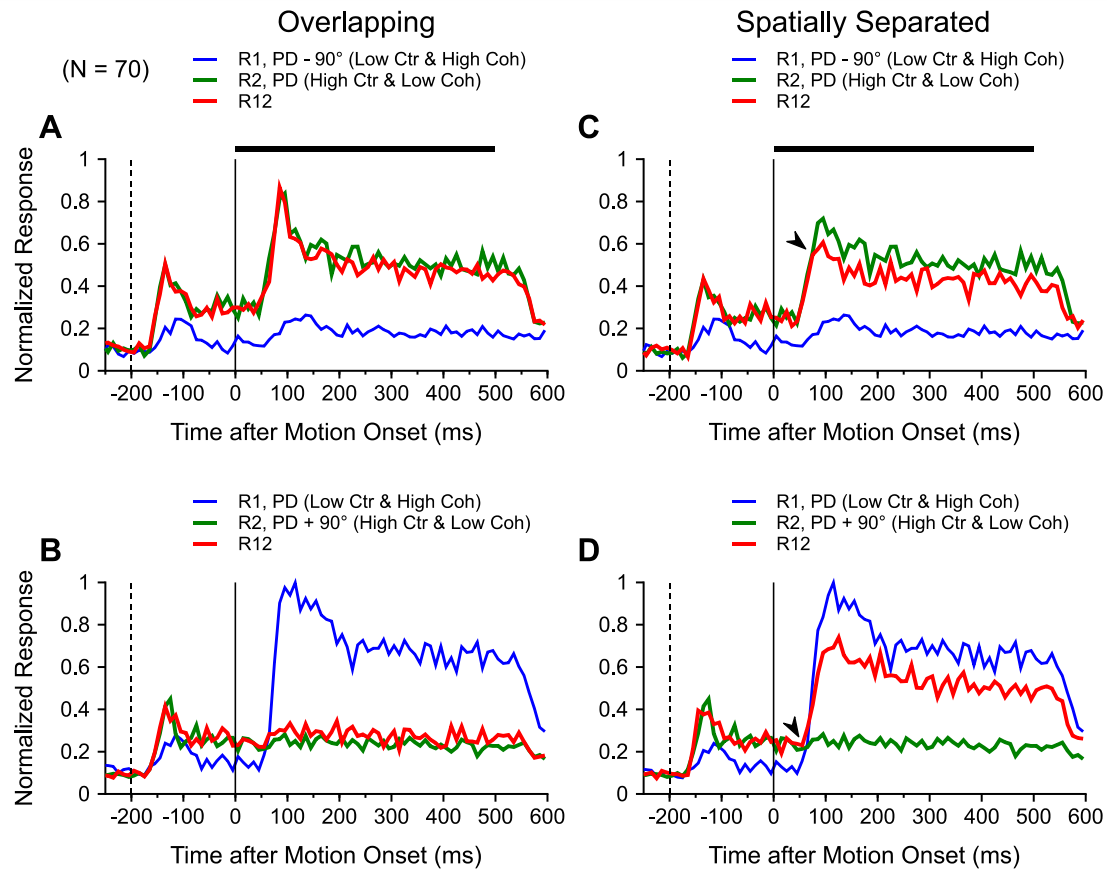 Overlapping
Spatially Separated
(N = 70)
R1, PD - 90° (Low Ctr & High Coh)
R2, PD (High Ctr & Low Coh)
R12
R1, PD - 90° (Low Ctr & High Coh)
R2, PD (High Ctr & Low Coh)
R12
A
Normalized Response
1
0.8
0.6
0.4
0.2
0
-200 -100 0 100 200 300 400 500 600
Time after Motion Onset (ms)
C
Normalized Response
1
0.8
0.6
0.4
0.2
0
-200 -100 0 100 200 300 400 500 600
Time after Motion Onset (ms)
R1, PD (Low Ctr & High Coh)
R2, PD + 90° (High Ctr & Low Coh)
R12
B
Normalized Response
1
0.8
0.6
0.4
0.2
0
-200 -100 0 100 200 300 400 500 600
Time after Motion Onset (ms)
R1, PD (Low Ctr & High Coh)
R2, PD + 90° (High Ctr & Low Coh)
R12
D
Normalized Response
1
0.8
0.6
0.4
0.2
0
-200 -100 0 100 200 300 400 500 600
Time after Motion Onset (ms)